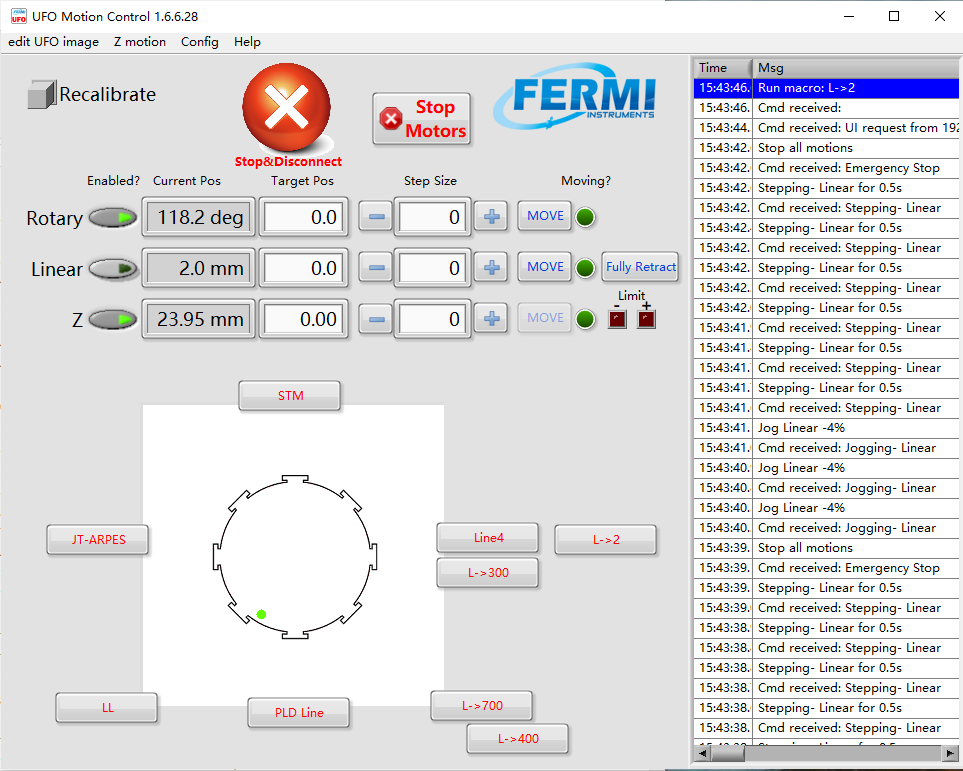 UFO Motion Control 1.6.6.28
edit UFO image Z motion Config Help
Recalibrate
Stop&Disconnect
Stop
Motors
FERMI
INSTRUMENTS
Enabled? Current Pos Target Pos Step Size Moving?
Rotary 118.2 deg 0.0 0 MOVE
Linear 2.0 mm 0.0 0 MOVE Fully Retract
Limit
- +
Z 23.95 mm 0.00 0 MOVE
STM
JT-ARPES
Line4
L->2
L->300
LL
PLD Line
L->700
L->400
Time Msg
15:43:46. Run macro: L->2
15:43:46. Cmd received:
15:43:44. Cmd received: UI request from 192
15:43:42. Stop all motions
15:43:42. Cmd received: Emergency Stop
15:43:42. Stepping- Linear for 0.5s
15:43:42. Cmd received: Stepping- Linear
15:43:42. Stepping- Linear for 0.5s
15:43:42. Cmd received: Stepping- Linear
15:43:42. Stepping- Linear for 0.5s
15:43:42. Cmd received: Stepping- Linear
15:43:42. Stepping- Linear for 0.5s
15:43:41. Cmd received: Stepping- Linear
15:43:41. Stepping- Linear for 0.5s
15:43:41. Cmd received: Stepping- Linear
15:43:41. Stepping- Linear for 0.5s
15:43:41. Cmd received: Stepping- Linear
15:43:41. Jog Linear -4%
15:43:41. Cmd received: Jogging- Linear
15:43:40. Jog Linear -4%
15:43:40. Cmd received: Jogging- Linear
15:43:40. Jog Linear -4%
15:43:40. Cmd received: Jogging- Linear
15:43:39. Stop all motions
15:43:39. Cmd received: Emergency Stop
15:43:39. Stepping- Linear for 0.5s
15:43:39. Cmd received: Stepping- Linear
15:43:38. Stepping- Linear for 0.5s
15:43:38. Cmd received: Stepping- Linear
15:43:38. Stepping- Linear for 0.5s
15:43:38. Cmd received: Stepping- Linear
15:43:38. Stepping- Linear for 0.5s
15:43:38. Cmd received: Stepping- Linear